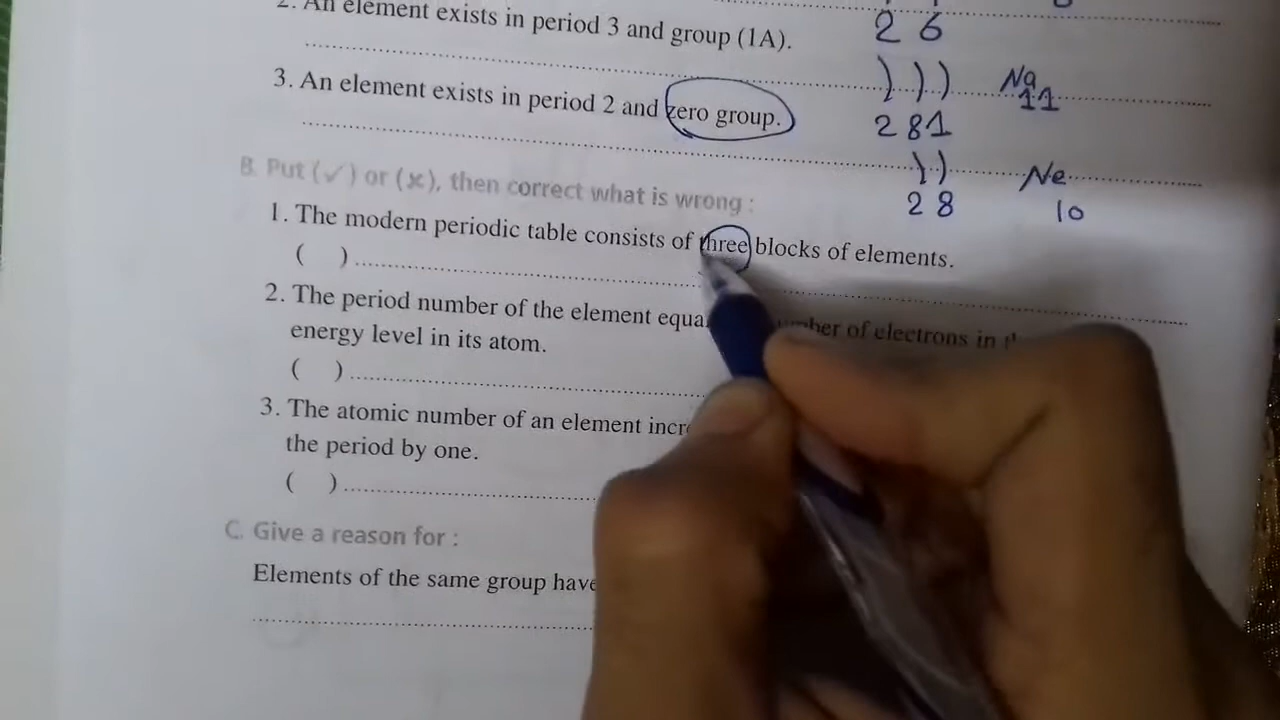 2. An element exists in period 3 and group (1A).
2 6
3. An element exists in period 2 and zero group.
Na
11
2 8 1
Ne
10
2 8
B. Put (✓) or (×), then correct what is wrong :
1. The modern periodic table consists of three blocks of elements.
( )
2. The period number of the element number of electrons in
energy level in its atom.
( )
3. The atomic number of an element
the period by one.
( )
C. Give a reason for :
Elements of the same group have